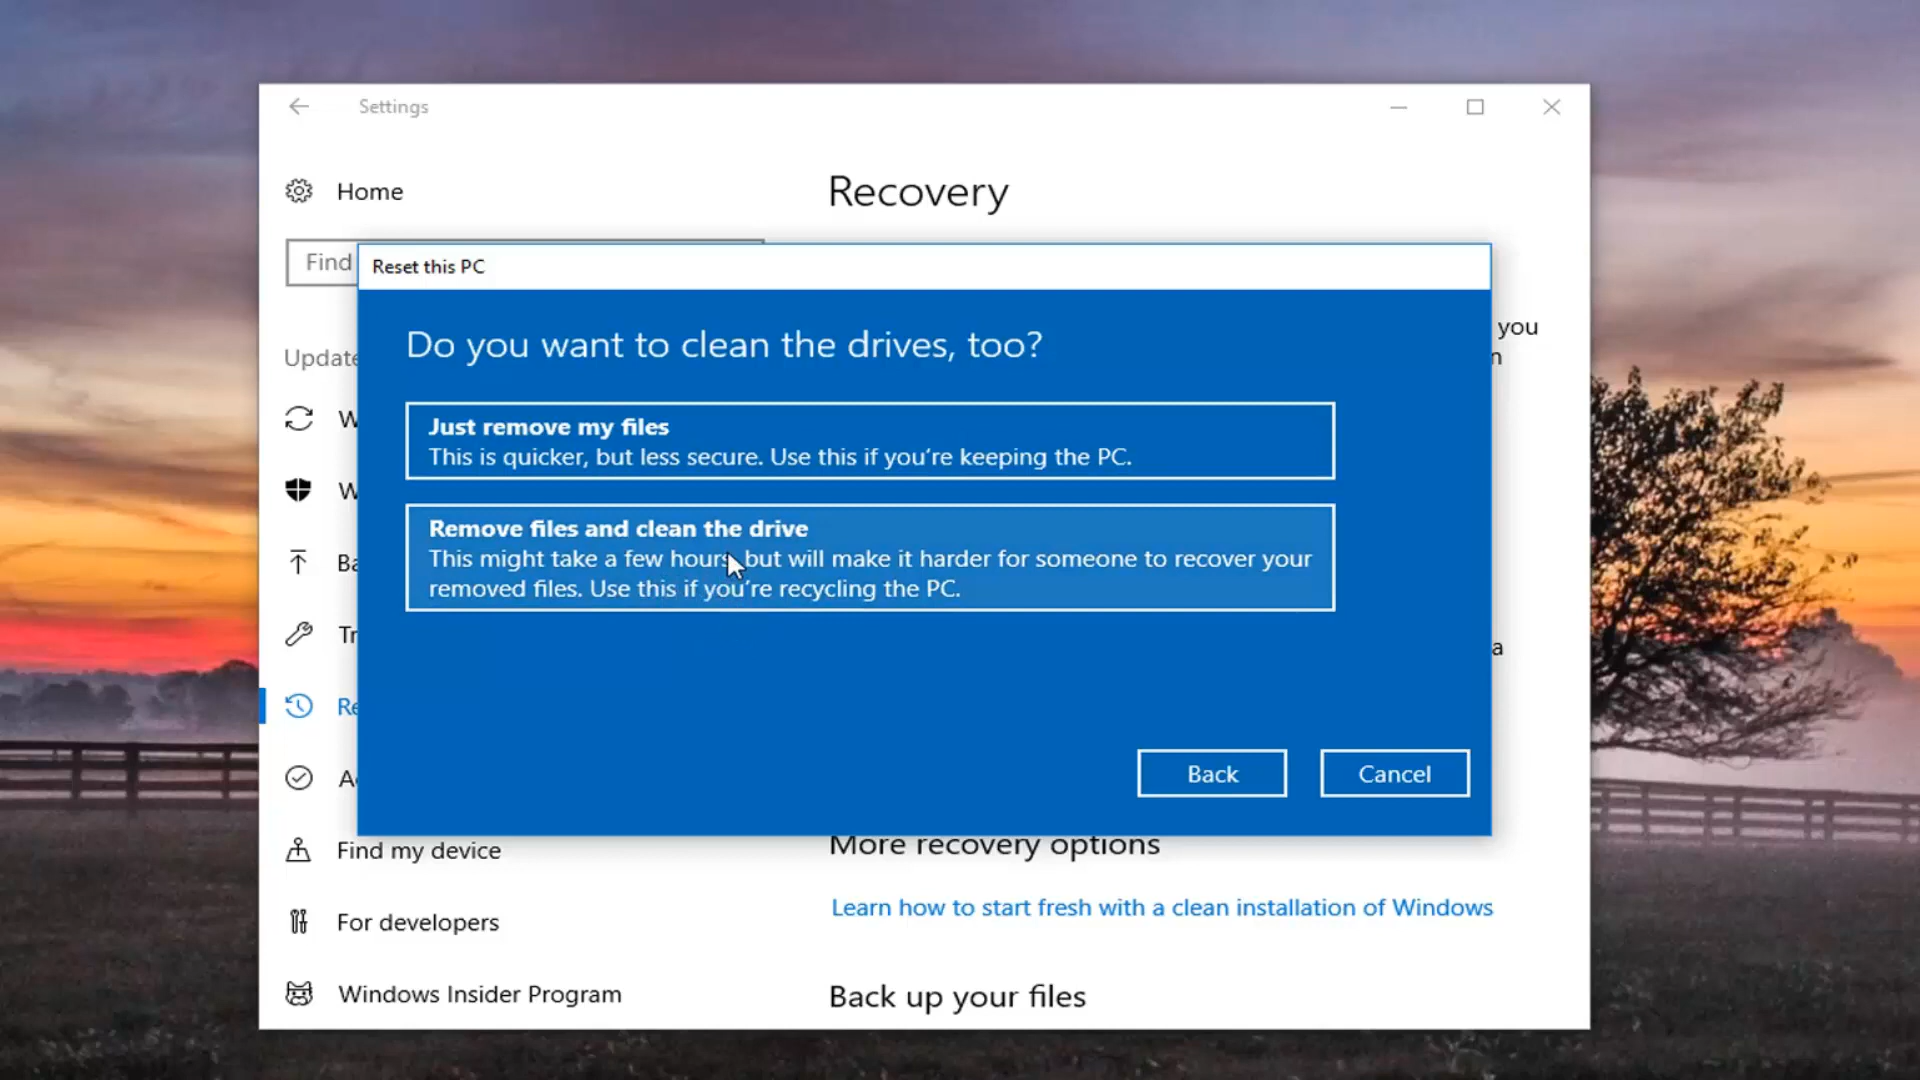 Settings
Home
Recovery
Find
Reset this PC
Do you want to clean the drives, too?
you
n
Update
Just remove my files
This is quicker, but less secure. Use this if you're keeping the PC.
W
W
Remove files and clean the drive
This might take a few hours, but will make it harder for someone to recover your
removed files. Use this if you're recycling the PC.
Ba
Tr
a
Re
Back
Cancel
A
Find my device
More recovery options
Learn how to start fresh with a clean installation of Windows
For developers
Windows Insider Program
Back up your files